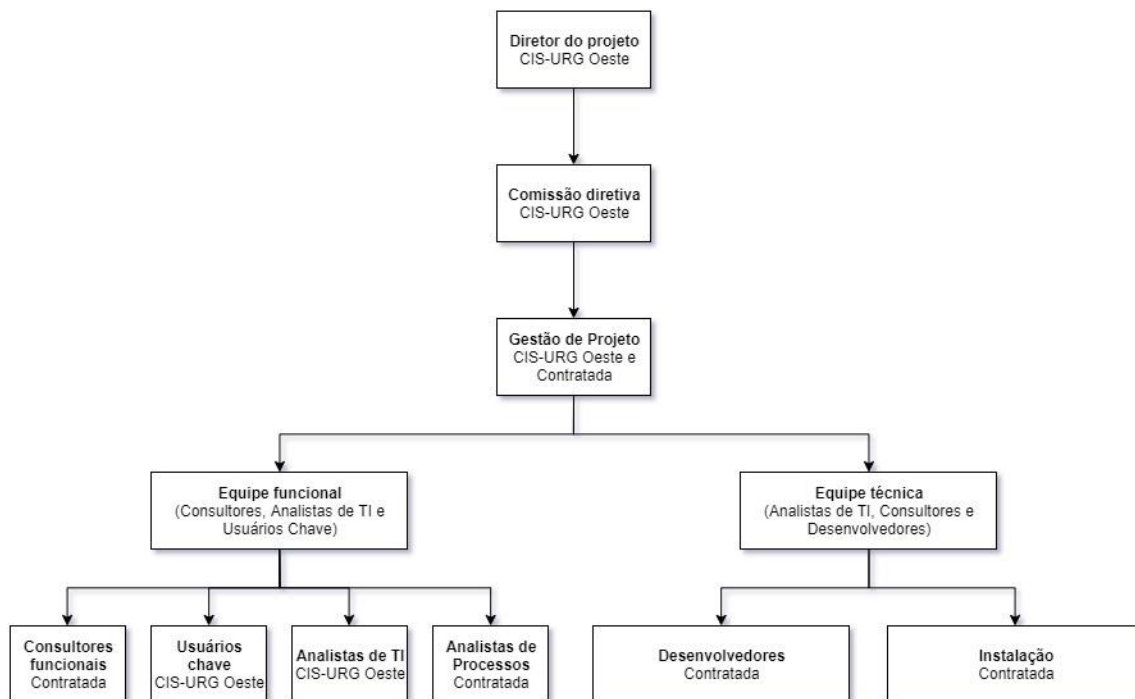 Diretor do projeto
CIS-URG Oeste
Comissão diretiva
CIS-URG Oeste
Gestão de Projeto
CIS-URG Oeste e
Contratada
Equipe funcional
(Consultores, Analistas de TI e
Usuários Chave)
Equipe técnica
(Analistas de TI, Consultores e
Desenvolvedores)
Consultores
funcionais
Contratada
Usuários
chave
CIS-URG Oeste
Analistas de TI
CIS-URG Oeste
Analistas de
Processos
Contratada
Desenvolvedores
Contratada
Instalação
Contratada